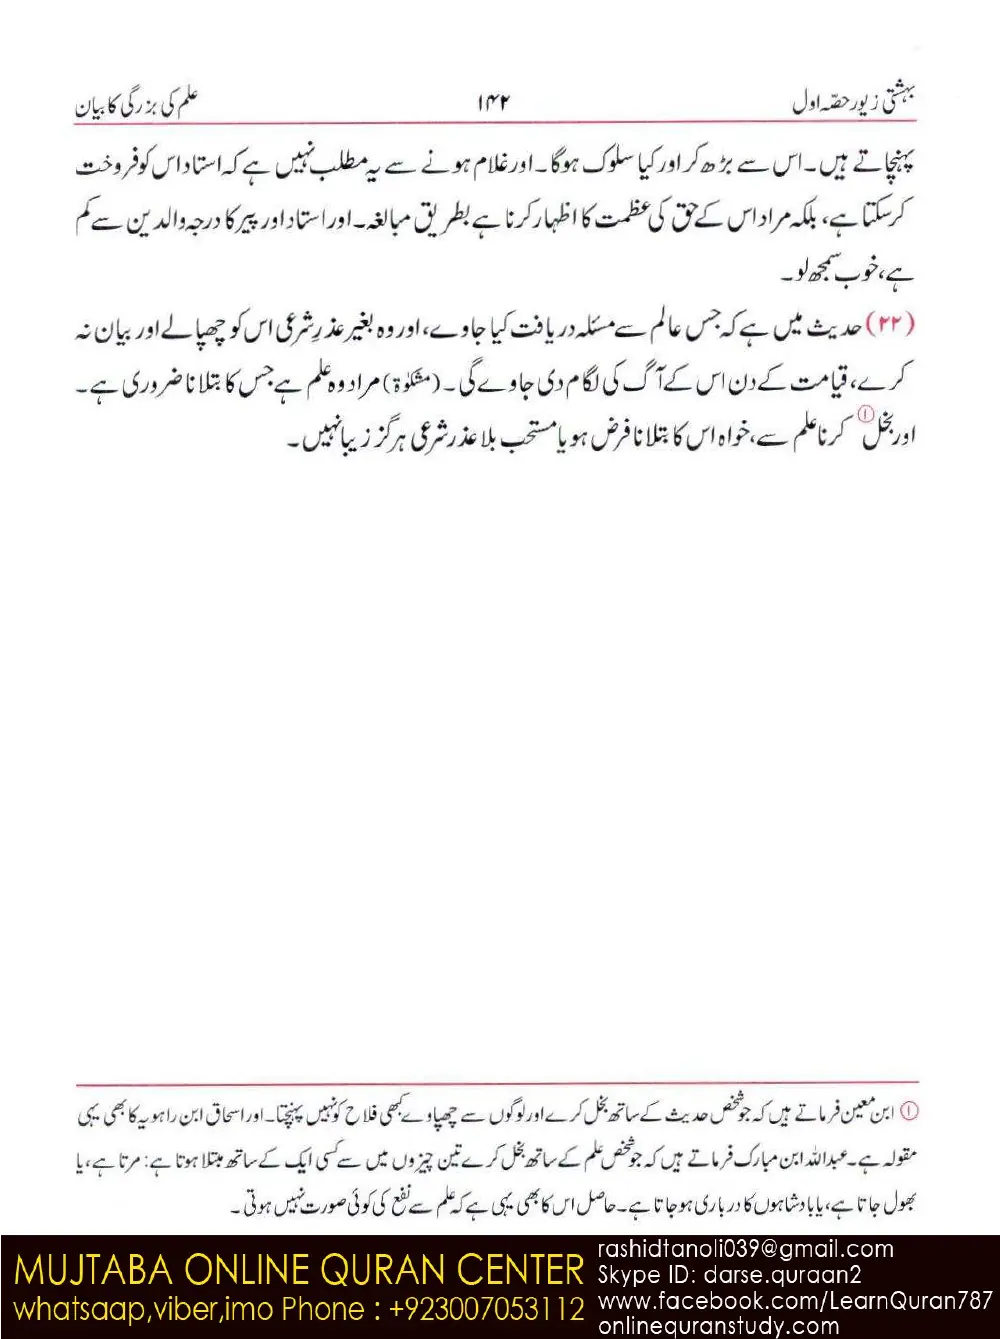 بہشتی زیور حصّہ اول ۱۴۲ علم کی بزرگی کا بیان
پہنچاتے ہیں۔ اس سے بڑھ کر اور کیا سلوک ہوگا۔ اور غلام ہونے سے یہ مطلب نہیں ہے کہ استاد اس کو فروخت
کرسکتا ہے، بلکہ مراد اس کے حق کی عظمت کا اظہار کرنا ہے بطریق مبالغہ۔ اور استاد اور پیر کا درجہ والدین سے کم
ہے، خوب سمجھ لو۔
(۲۲) حدیث میں ہے کہ جس عالم سے مسئلہ دریافت کیا جاوے، اور وہ بغیر عذرِ شرعی اس کو چھپالے اور بیان نہ
کرے، قیامت کے دن اس کے آگ کی لگام دی جاوے گی۔ (مشکوٰۃ) مراد وہ علم ہے جس کا بتلانا ضروری ہے۔
اور بخل ① کرنا علم سے، خواہ اس کا بتلانا فرض ہو یا مستحب بلا عذر شرعی ہرگز زیبا نہیں۔
① ابن معین فرماتے ہیں کہ جو شخص حدیث کے ساتھ بخل کرے اور لوگوں سے چھپاوے کبھی فلاح کو نہیں پہنچتا۔ اور اسحاق ابن راہویہ کا بھی یہی
مقولہ ہے۔ عبداللہ ابن مبارک فرماتے ہیں کہ جو شخص علم کے ساتھ بخل کرے تین چیزوں میں سے کسی ایک کے ساتھ مبتلا ہوتا ہے: مرتا ہے، یا
بھول جاتا ہے، یا بادشاہوں کا درباری ہوجاتا ہے۔ حاصل اس کا بھی یہی ہے کہ علم سے نفع کی کوئی صورت نہیں ہوتی۔
MUJTABA ONLINE QURAN CENTER
whatsaap,viber,imo Phone : +923007053112
rashidtanoli039@gmail.com
Skype ID: darse.quraan2
www.facebook.com/LearnQuran787
onlinequranstudy.com